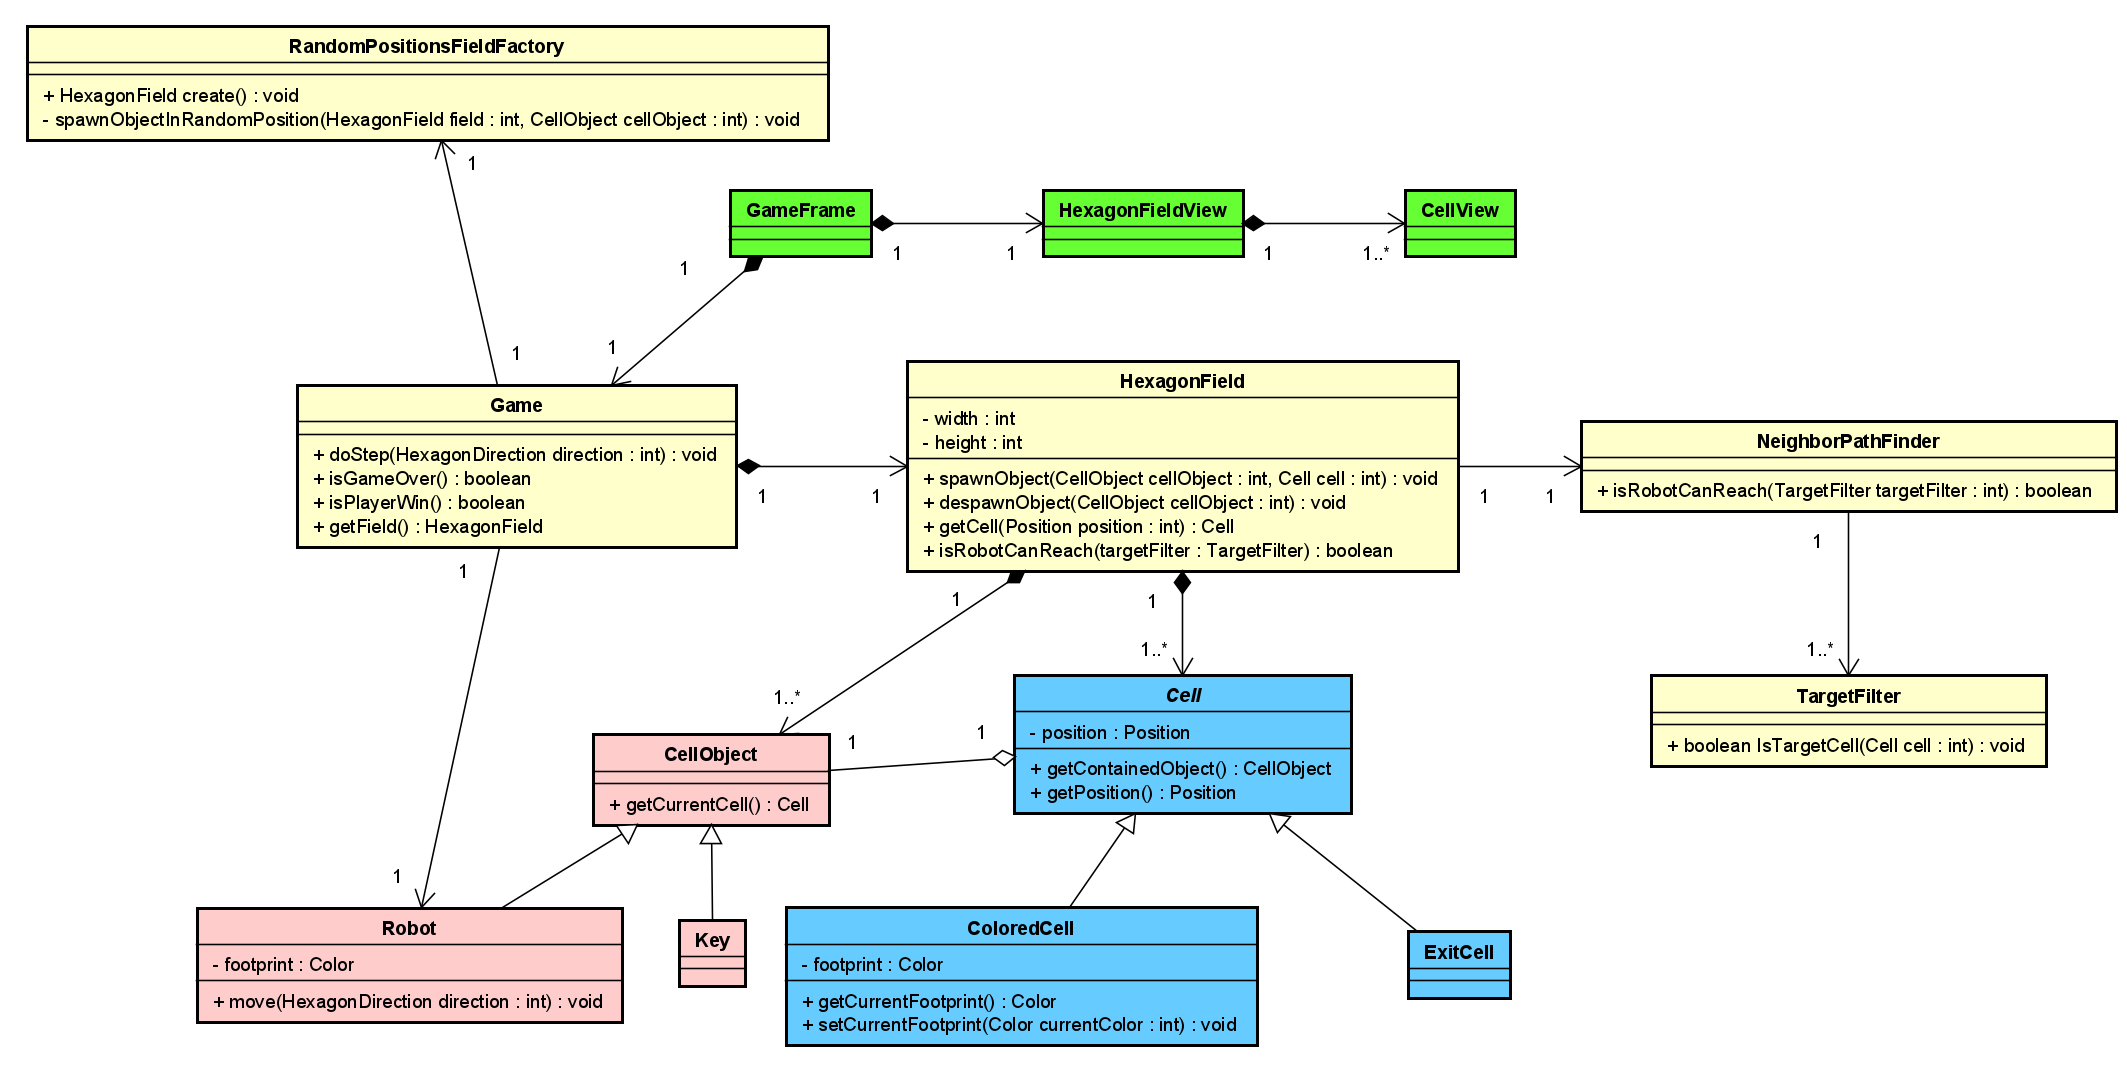 RandomPositionsFieldFactory
+ HexagonField create() : void
- spawnObjectInRandomPosition(HexagonField field : int, CellObject cellObject : int) : void
1
GameFrame
HexagonFieldView
CellView
1
1
1
1..*
1
1
1
Game
+ doStep(HexagonDirection direction : int) : void
+ isGameOver() : boolean
+ isPlayerWin() : boolean
+ getField() : HexagonField
1
1
HexagonField
- width : int
- height : int
+ spawnObject(CellObject cellObject : int, Cell cell : int) : void
+ despawnObject(CellObject cellObject : int) : void
+ getCell(Position position : int) : Cell
+ isRobotCanReach(targetFilter : TargetFilter) : boolean
1
1
NeighborPathFinder
+ isRobotCanReach(TargetFilter targetFilter : int) : boolean
1
1
1
1
1..*
1..*
1..*
TargetFilter
+ boolean IsTargetCell(Cell cell : int) : void
CellObject
+ getCurrentCell() : Cell
1
1
Cell
- position : Position
+ getContainedObject() : CellObject
+ getPosition() : Position
1
Robot
- footprint : Color
+ move(HexagonDirection direction : int) : void
Key
ColoredCell
- footprint : Color
+ getCurrentFootprint() : Color
+ setCurrentFootprint(Color currentColor : int) : void
ExitCell